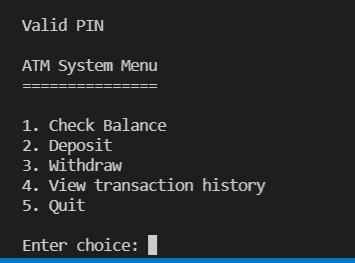 Valid PIN
ATM System Menu
===============
1. Check Balance
2. Deposit
3. Withdraw
4. View transaction history
5. Quit
Enter choice: